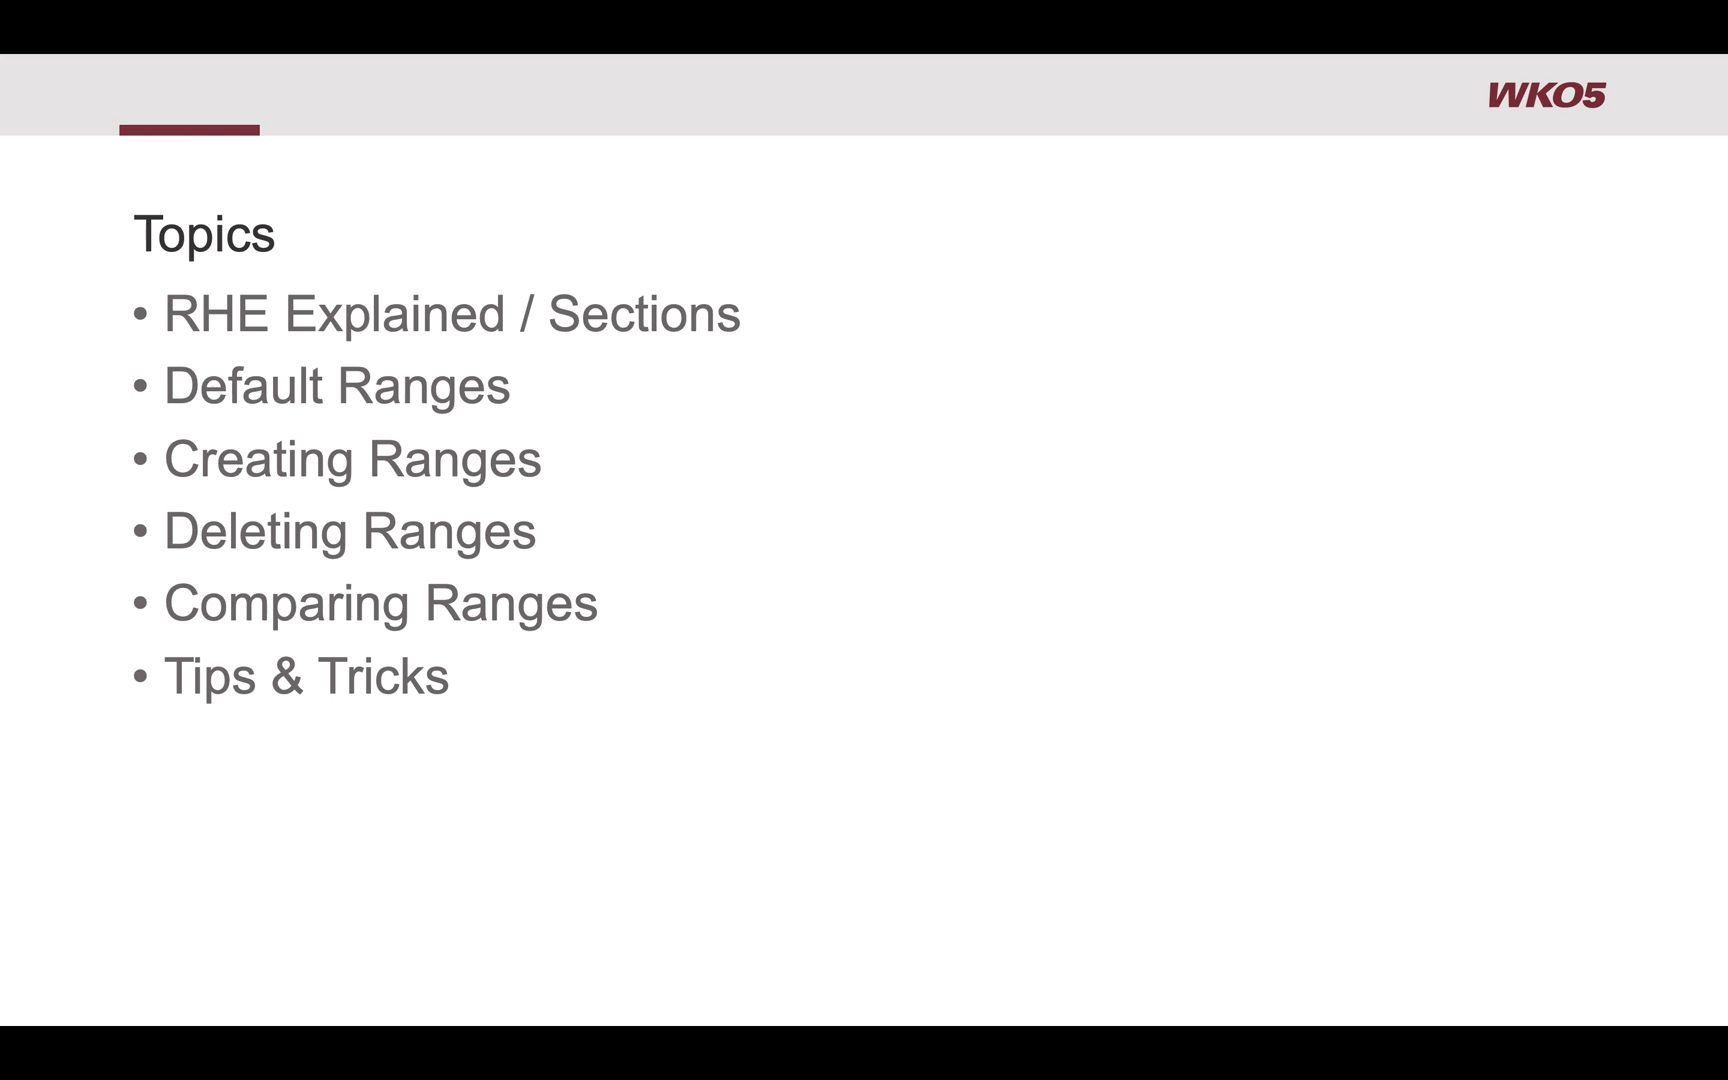 WKO5
Topics
• RHE Explained / Sections
• Default Ranges
• Creating Ranges
• Deleting Ranges
• Comparing Ranges
• Tips & Tricks